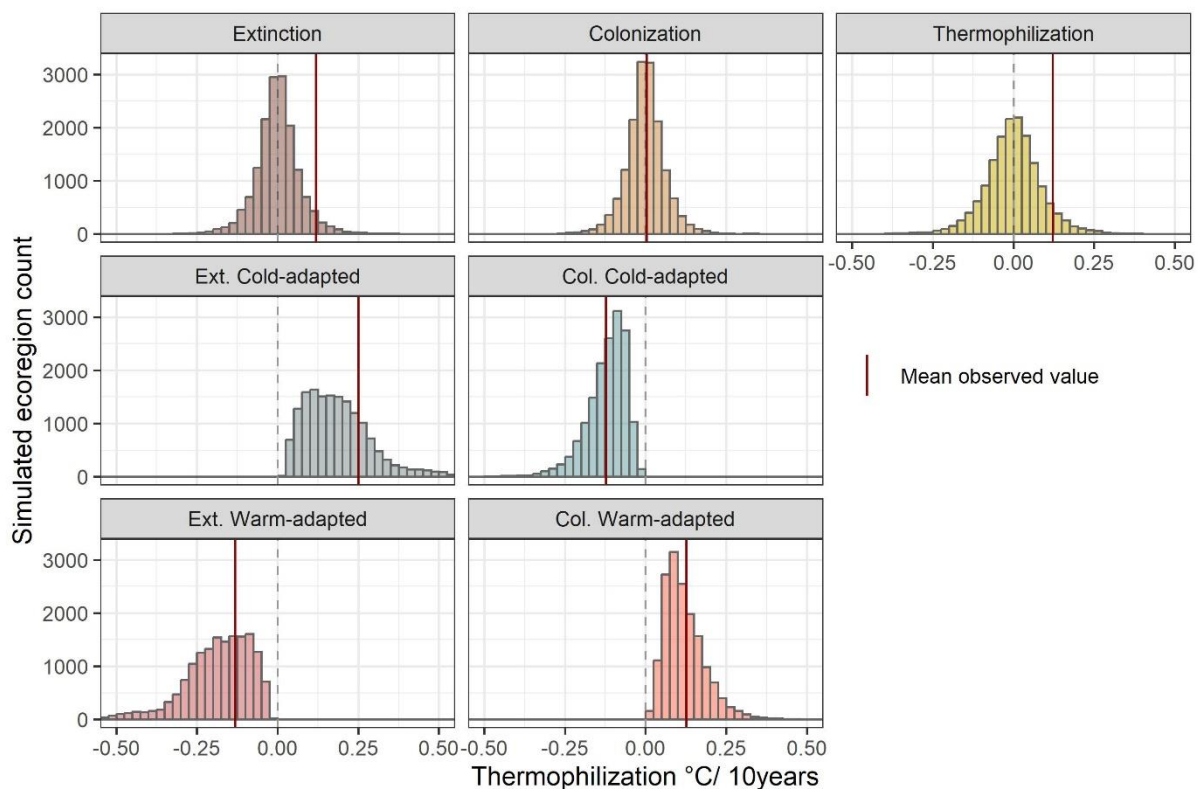 Extinction
Colonization
Thermophilization
3000
2000
1000
0
-0.50 -0.25 0.00 0.25 0.50
Ext. Cold-adapted
Col. Cold-adapted
3000
2000
1000
0
Simulated ecoregion count
Mean observed value
Ext. Warm-adapted
Col. Warm-adapted
3000
2000
1000
0
-0.50 -0.25 0.00 0.25 0.50
-0.50 -0.25 0.00 0.25 0.50
Thermophilization °C/ 10years